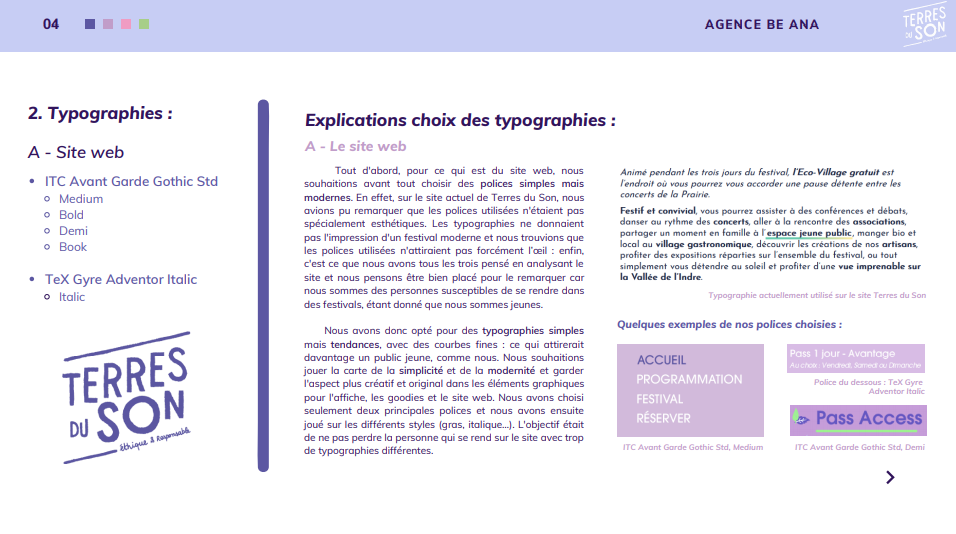 04
AGENCE BE ANA
TERRES
DU SON
2. Typographies :
A - Site web
• ITC Avant Garde Gothic Std
Medium
Bold
Demi
Book
• TeX Gyre Adventor Italic
Italic
TERRES
DU SON
éthique & Responsable
Explications choix des typographies :
A - Le site web
Tout d'abord, pour ce qui est du site web, nous
souhaitions avant tout choisir des polices simples mais
modernes. En effet, sur le site actuel de Terres du Son, nous
avions pu remarquer que les polices utilisées n'étaient pas
spécialement esthétiques. Les typographies ne donnaient
pas l'impression d'un festival moderne et nous trouvions que
les polices utilisées n'attiraient pas forcément l'œil : enfin,
c'est ce que nous avons tous les trois pensé en analysant le
site et nous pensons être bien placé pour le remarquer car
nous sommes des personnes susceptibles de se rendre dans
des festivals, étant donné que nous sommes jeunes.
Nous avons donc opté pour des typographies simples
mais tendances, avec des courbes fines : ce qui attirerait
davantage un public jeune, comme nous. Nous souhaitions
jouer la carte de la simplicité et de la modernité et garder
l'aspect plus créatif et original dans les éléments graphiques
pour l'affiche, les goodies et le site web. Nous avons choisi
seulement deux principales polices et nous avons ensuite
joué sur les différents styles (gras, italique...). L'objectif était
de ne pas perdre la personne qui se rend sur le site avec trop
de typographies différentes.
Animé pendant les trois jours du festival, l'Eco-Village gratuit est
l'endroit où vous pourrez vous accorder une pause détente entre les
concerts de la Prairie.
Festif et convivial, vous pourrez assister à des conférences et débats,
danser au rythme des concerts, aller à la rencontre des associations,
partager un moment en famille à l'espace jeune public, manger bio et
local au village gastronomique, découvrir les créations de nos artisans,
profiter des expositions réparties sur l'ensemble du festival, ou tout
simplement vous détendre au soleil et profiter d'une vue imprenable sur
la Vallée de l'Indre.
Typographie actuellement utilisé sur le site Terres du Son
Quelques exemples de nos polices choisies :
ACCUEIL
PROGRAMMATION
FESTIVAL
RÉSERVER
ITC Avant Garde Gothic Std, Medium
Pass 1 jour - Avantage
Au choix : Vendredi, Samedi ou Dimanche
Police du dessous : TeX Gyre
Adventor Italic
Pass Access
ITC Avant Garde Gothic Std, Demi